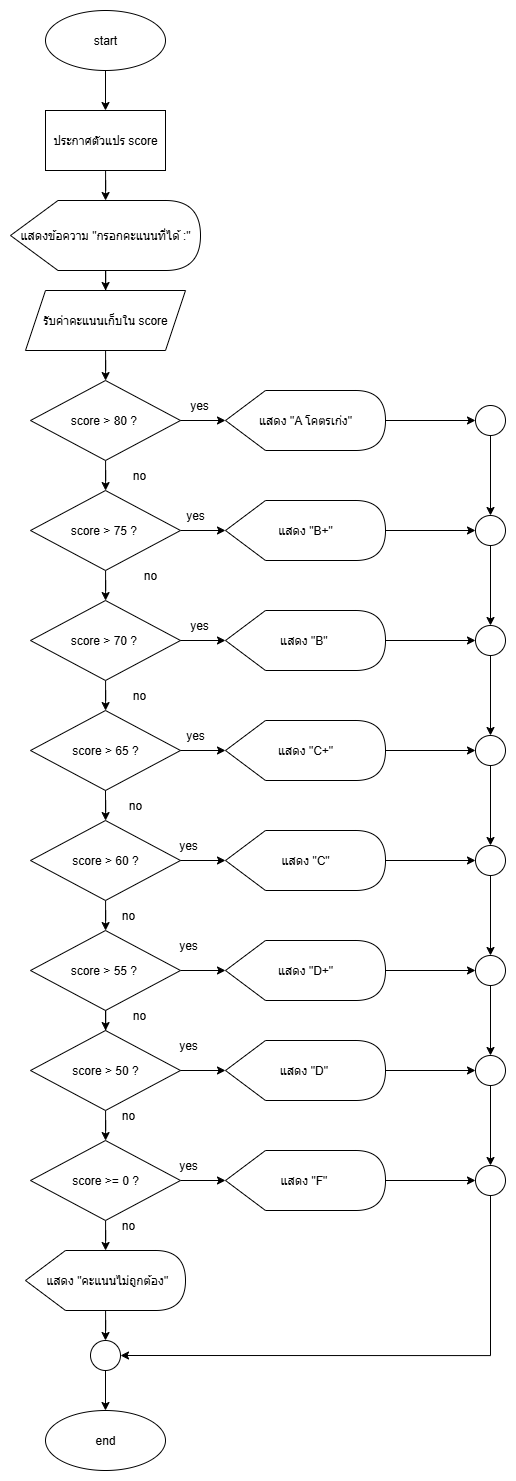 start
ประกาศตัวแปร score
แสดงข้อความ "กรอกคะแนนที่ได้ :"
รับค่าคะแนนเก็บใน score
score > 80 ?
yes
แสดง "A โคตรเก่ง"
no
score > 75 ?
yes
แสดง "B+"
no
score > 70 ?
yes
แสดง "B"
no
score > 65 ?
yes
แสดง "C+"
no
score > 60 ?
yes
แสดง "C"
no
score > 55 ?
yes
แสดง "D+"
no
score > 50 ?
yes
แสดง "D"
no
score >= 0 ?
yes
แสดง "F"
no
แสดง "คะแนนไม่ถูกต้อง"
end